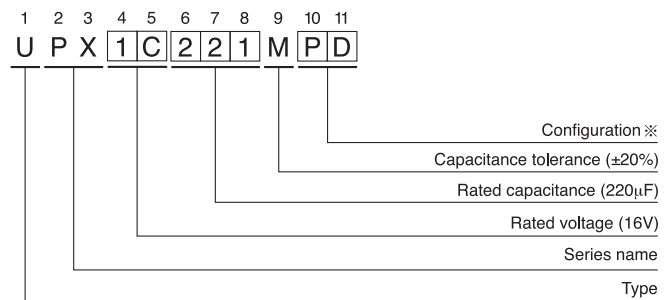 1 2 3 4 5 6 7 8 9 10 11
U P X 1 C 2 2 1 M P D
Configuration ※
Capacitance tolerance (±20%)
Rated capacitance (220μF)
Rated voltage (16V)
Series name
Type